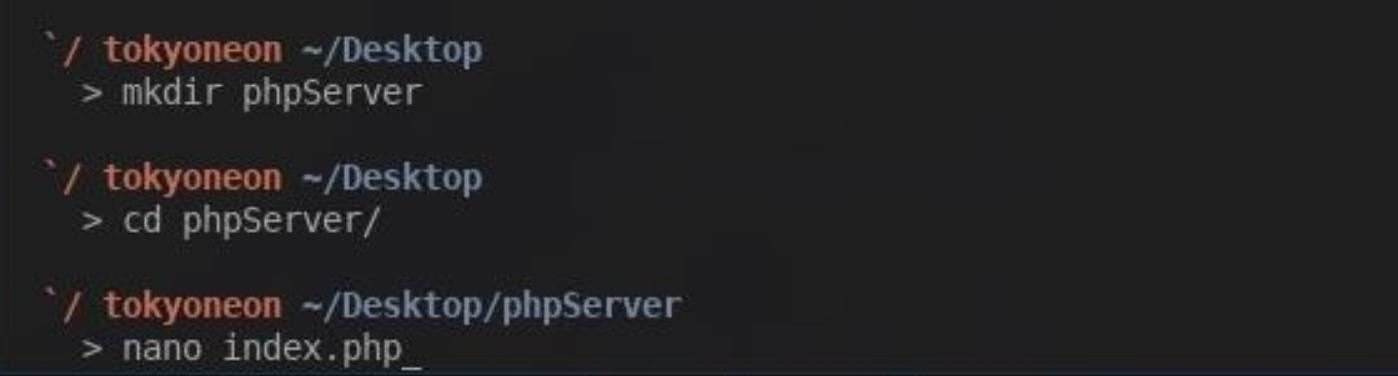 `/ tokyoneon ~/Desktop
> mkdir phpServer
`/ tokyoneon ~/Desktop
> cd phpServer/
`/ tokyoneon ~/Desktop/phpServer
> nano index.php_